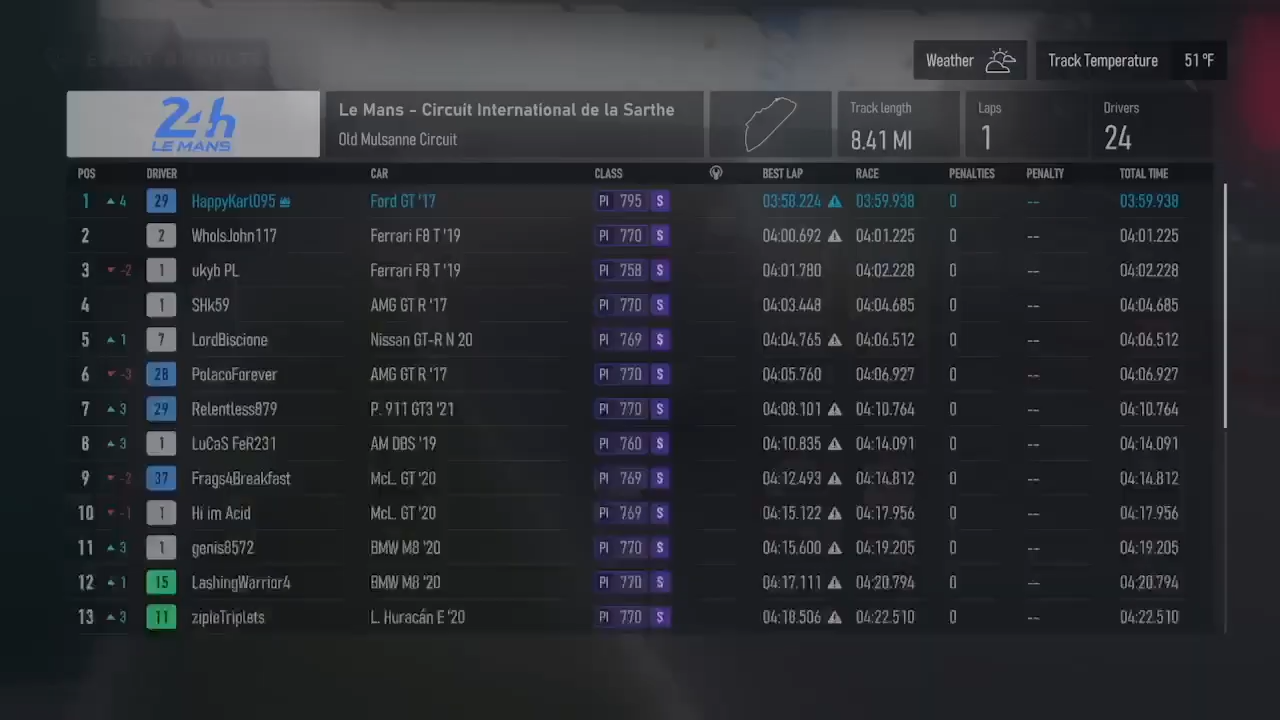 EVENT RESULTS
Weather
Track Temperature 51 °F
24h
LE MANS
Le Mans - Circuit International de la Sarthe
Old Mulsanne Circuit
Track length
8.41 MI
Laps
1
Drivers
24
POS DRIVER CAR CLASS BEST LAP RACE PENALTIES PENALTY TOTAL TIME
1 4 29 HappyKarl095 Ford GT '17 PI 795 S 03:58.224 03:59.938 0 -- 03:59.938
2 2 WhoIsJohn117 Ferrari F8 T '19 PI 770 S 04:00.692 04:01.225 0 -- 04:01.225
3 -2 1 ukyb PL Ferrari F8 T '19 PI 758 S 04:01.780 04:02.228 0 -- 04:02.228
4 1 SHk59 AMG GT R '17 PI 770 S 04:03.448 04:04.685 0 -- 04:04.685
5 1 7 LordBiscione Nissan GT-R N 20 PI 769 S 04:04.765 04:06.512 0 -- 04:06.512
6 -3 28 PolacoForever AMG GT R '17 PI 770 S 04:05.760 04:06.927 0 -- 04:06.927
7 3 29 Relentless879 P. 911 GT3 '21 PI 770 S 04:08.101 04:10.764 0 -- 04:10.764
8 3 1 LuCaS FeR231 AM DBS '19 PI 760 S 04:10.835 04:14.091 0 -- 04:14.091
9 -2 37 Frags4Breakfast McL. GT '20 PI 769 S 04:12.493 04:14.812 0 -- 04:14.812
10 -1 1 Hi im Acid McL. GT '20 PI 769 S 04:15.122 04:17.956 0 -- 04:17.956
11 3 1 genis8572 BMW M8 '20 PI 770 S 04:15.600 04:19.205 0 -- 04:19.205
12 1 15 LashingWarrior4 BMW M8 '20 PI 770 S 04:17.111 04:20.794 0 -- 04:20.794
13 3 11 zipleTriplets L. Huracán E '20 PI 770 S 04:18.506 04:22.510 0 -- 04:22.510